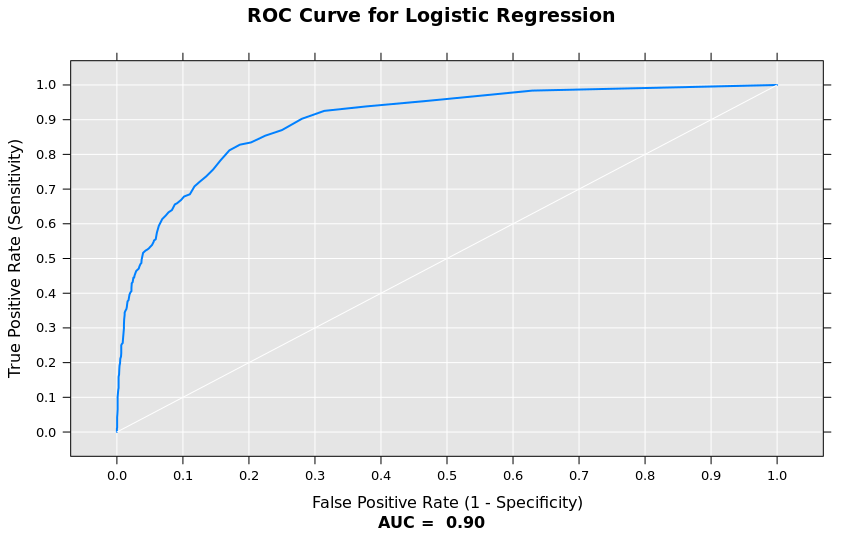 ROC Curve for Logistic Regression
True Positive Rate (Sensitivity)
1.0
0.9
0.8
0.7
0.6
0.5
0.4
0.3
0.2
0.1
0.0
0.0 0.1 0.2 0.3 0.4 0.5 0.6 0.7 0.8 0.9 1.0
False Positive Rate (1 - Specificity)
AUC = 0.90